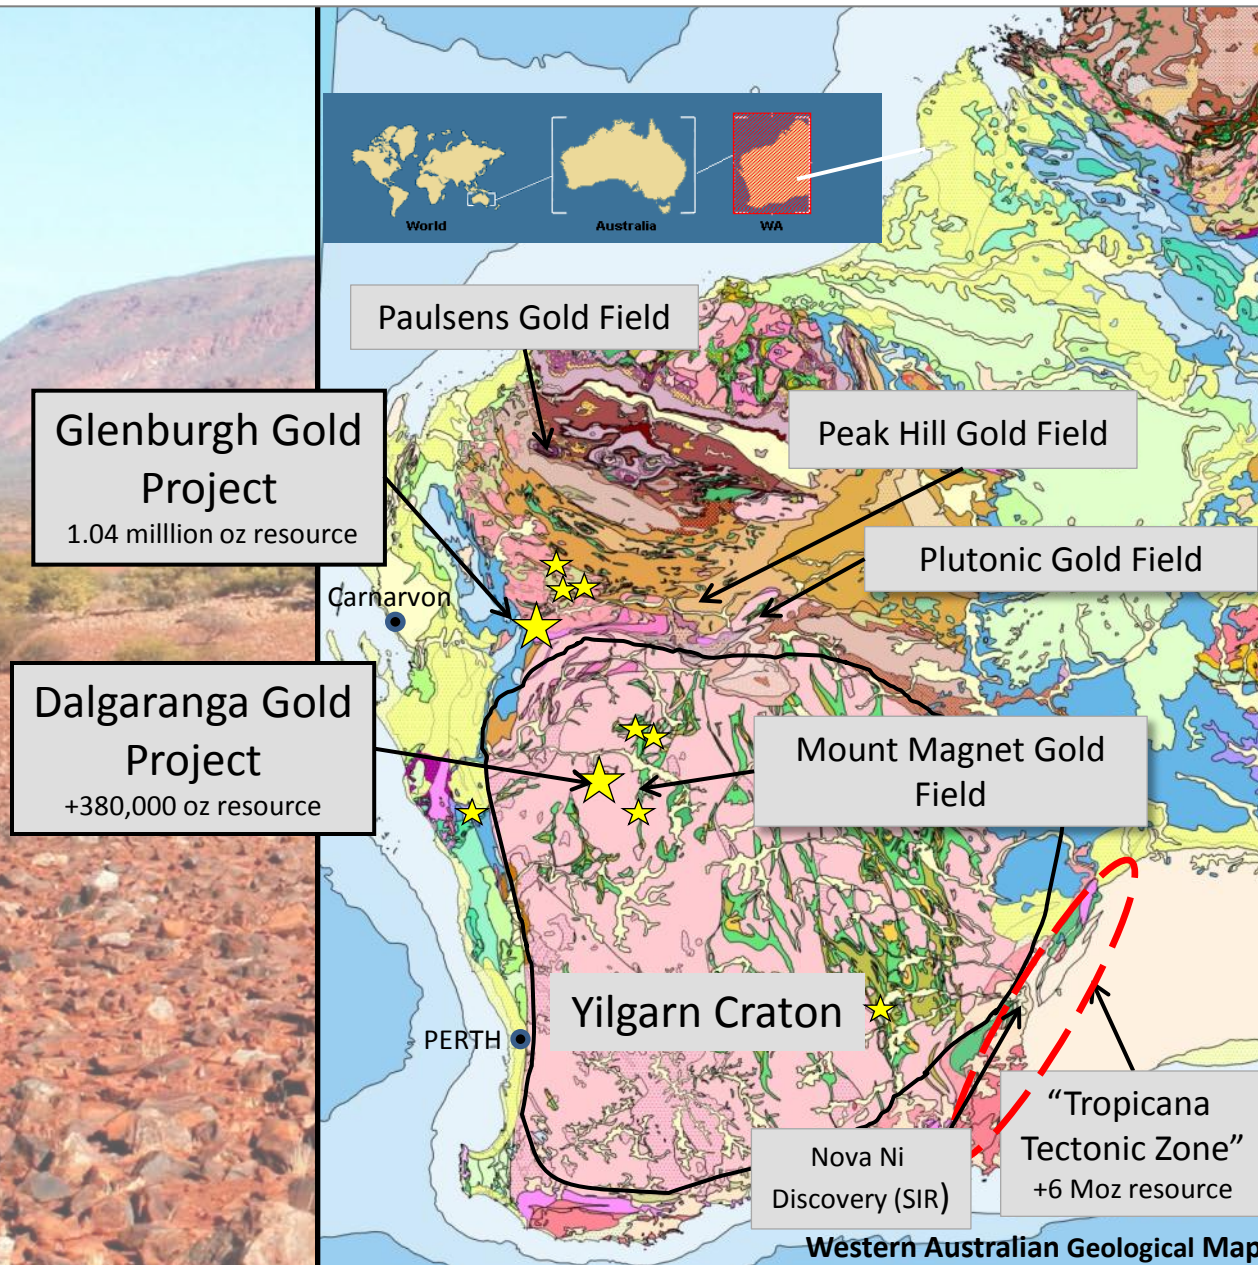 World
Australia
WA
Paulsens Gold Field
Glenburgh Gold
Project
1.04 milllion oz resource
Peak Hill Gold Field
Plutonic Gold Field
Carnarvon
Dalgaranga Gold
Project
+380,000 oz resource
Mount Magnet Gold
Field
Yilgarn Craton
PERTH
“Tropicana
Tectonic Zone”
+6 Moz resource
Nova Ni
Discovery (SIR)
Western Australian Geological Map